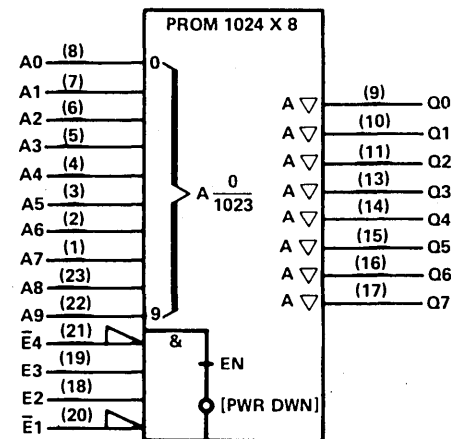 PROM 1024 X 8
A0 (8) 0
A1 (7)
A2 (6)
A3 (5)
A4 (4)
A5 (3)
A6 (2)
A7 (1)
A8 (23)
A9 (22) 9
A 0/1023
A ▽ (9) Q0
A ▽ (10) Q1
A ▽ (11) Q2
A ▽ (13) Q3
A ▽ (14) Q4
A ▽ (15) Q5
A ▽ (16) Q6
A ▽ (17) Q7
E̅4 (21) &
E3 (19) EN
E2 (18) [PWR DWN]
E̅1 (20)